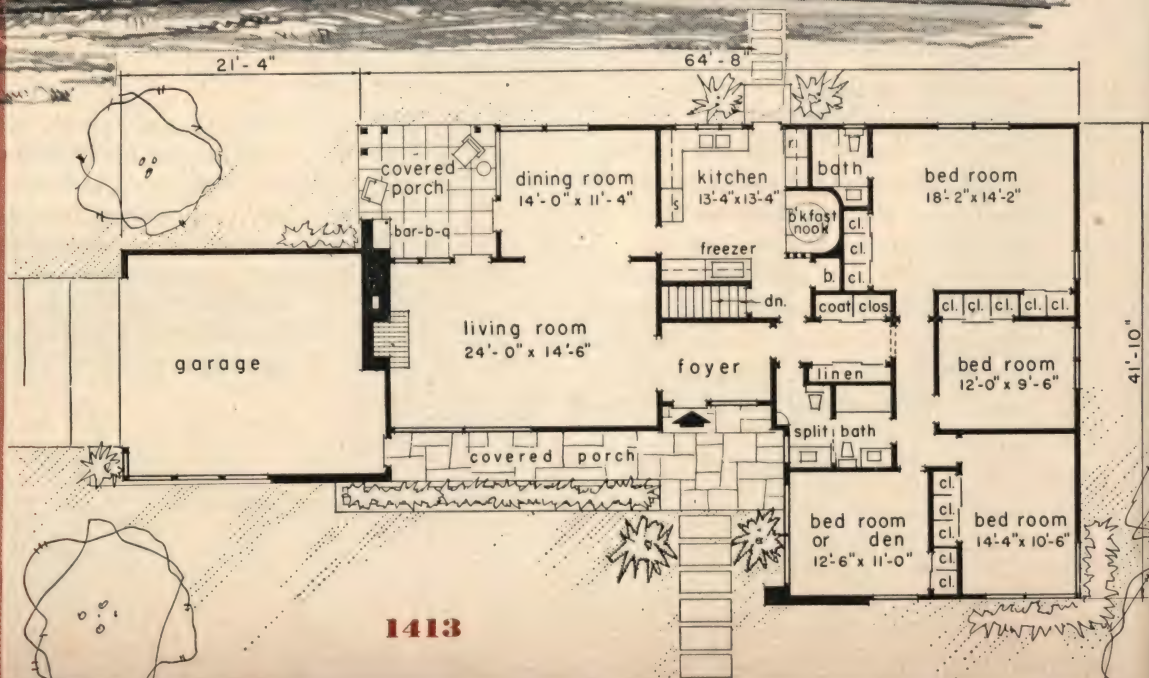 21'-4"
64'-8"
covered
porch
bar-b-q
dining room
14'-0" x 11'-4"
kitchen
13'-4"x13'-4"
ls
r.
bath
b'kfast
nook
bed room
18'-2"x14'-2"
cl.
cl.
cl.
freezer
b.
dn.
coat clos
cl. cl. cl. cl. cl.
garage
living room
24'-0" x 14'-6"
foyer
linen
bed room
12'-0"x 9'-6"
41'-10"
split bath
covered porch
bed room
or den
12'-6"x 11'-0"
cl.
cl.
cl.
cl.
cl.
bed room
14'-4"x 10'-6"
1413